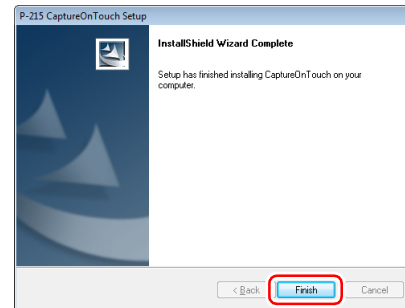 P-215 CaptureOnTouch Setup
InstallShield Wizard Complete
Setup has finished installing CaptureOnTouch on your
computer.
< Back
Finish
Cancel